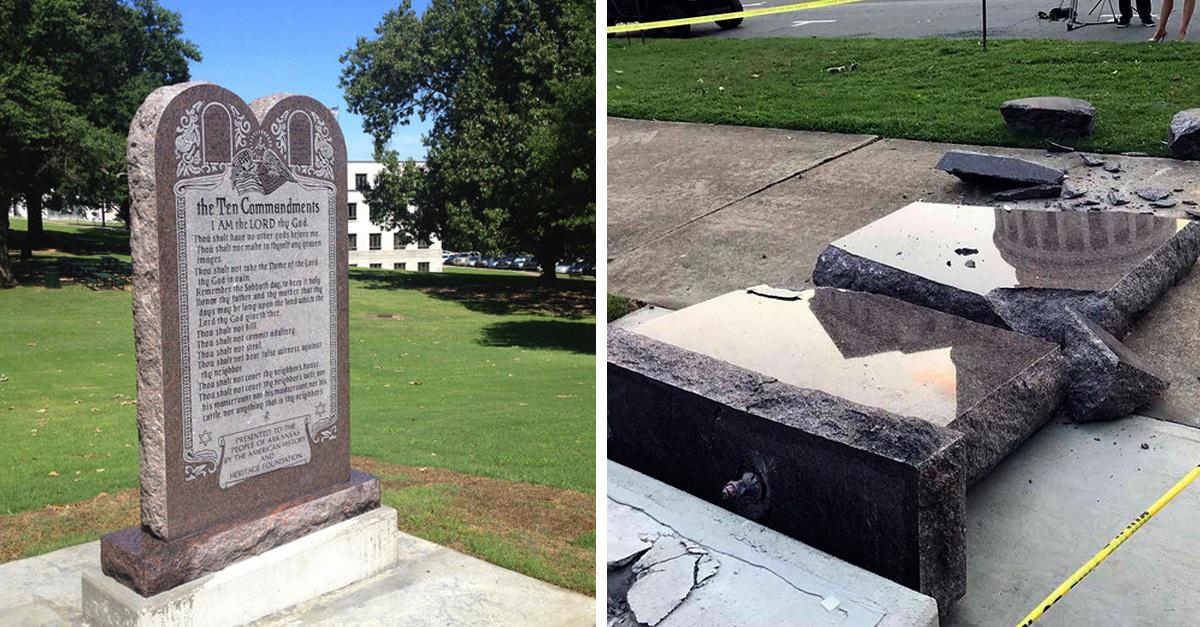 the Ten Commandments
I AM the LORD thy God.
Thou shalt have no other gods before me.
Thou shalt not make to thyself any graven
images.
Thou shalt not take the Name of the Lord
thy God in vain.
Remember the Sabbath day, to keep it holy.
Honor thy father and thy mother that thy
days may be long upon the land which the
Lord thy God giveth thee.
Thou shalt not kill.
Thou shalt not commit adultery.
Thou shalt not steal.
Thou shalt not bear false witness against
thy neighbor.
Thou shalt not covet thy neighbor's house.
Thou shalt not covet thy neighbor's wife nor
his manservant nor his maidservant nor his
cattle, nor anything that is thy neighbor's.
PRESENTED TO THE
PEOPLE OF ARKANSAS
BY THE AMERICAN HISTORY
AND
HERITAGE FOUNDATION